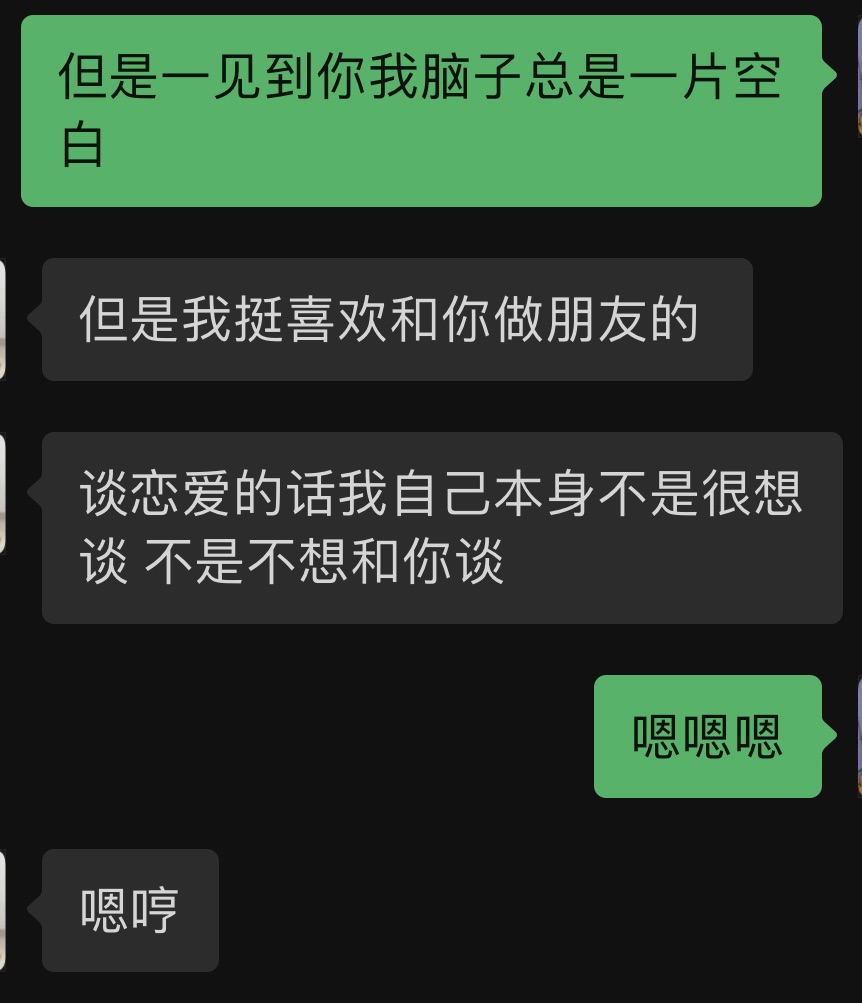 但是一见到你我脑子总是一片空
白
但是我挺喜欢和你做朋友的
谈恋爱的话我自己本身不是很想
谈 不是不想和你谈
嗯嗯嗯
嗯哼